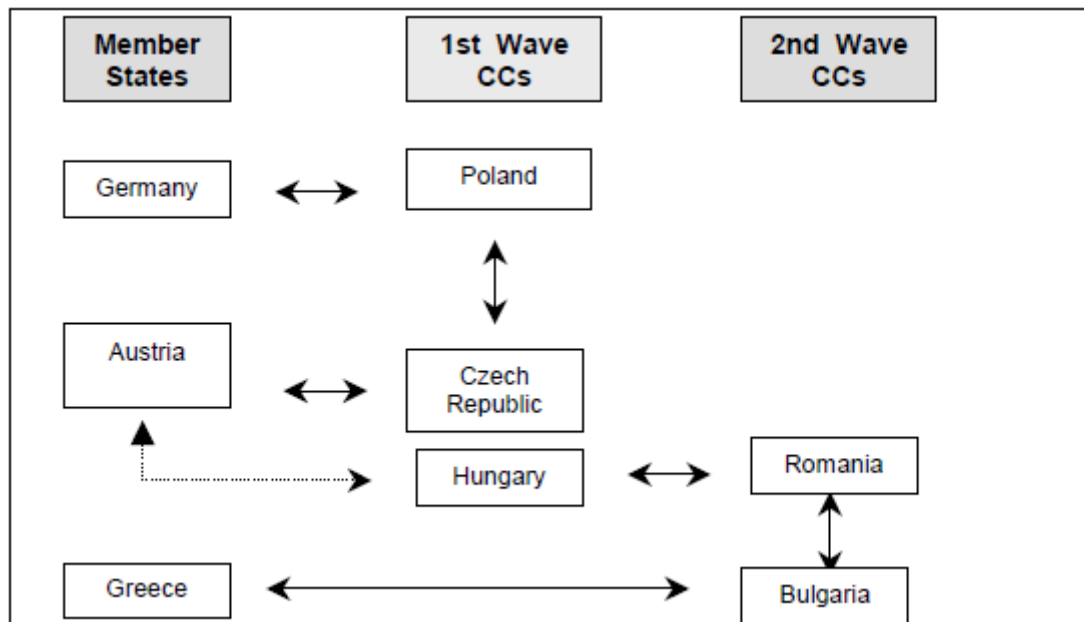 Member
States
1st Wave
CCs
2nd Wave
CCs
Germany
Poland
Austria
Czech
Republic
Hungary
Romania
Greece
Bulgaria